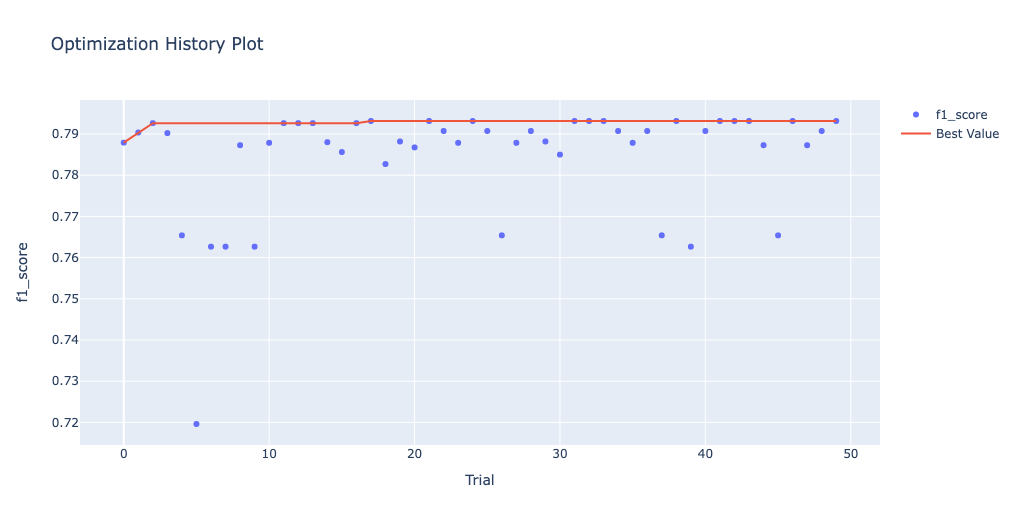 Optimization History Plot
f1_score
Best Value
0.79
0.78
0.77
0.76
0.75
0.74
0.73
0.72
f1_score
0 10 20 30 40 50
Trial